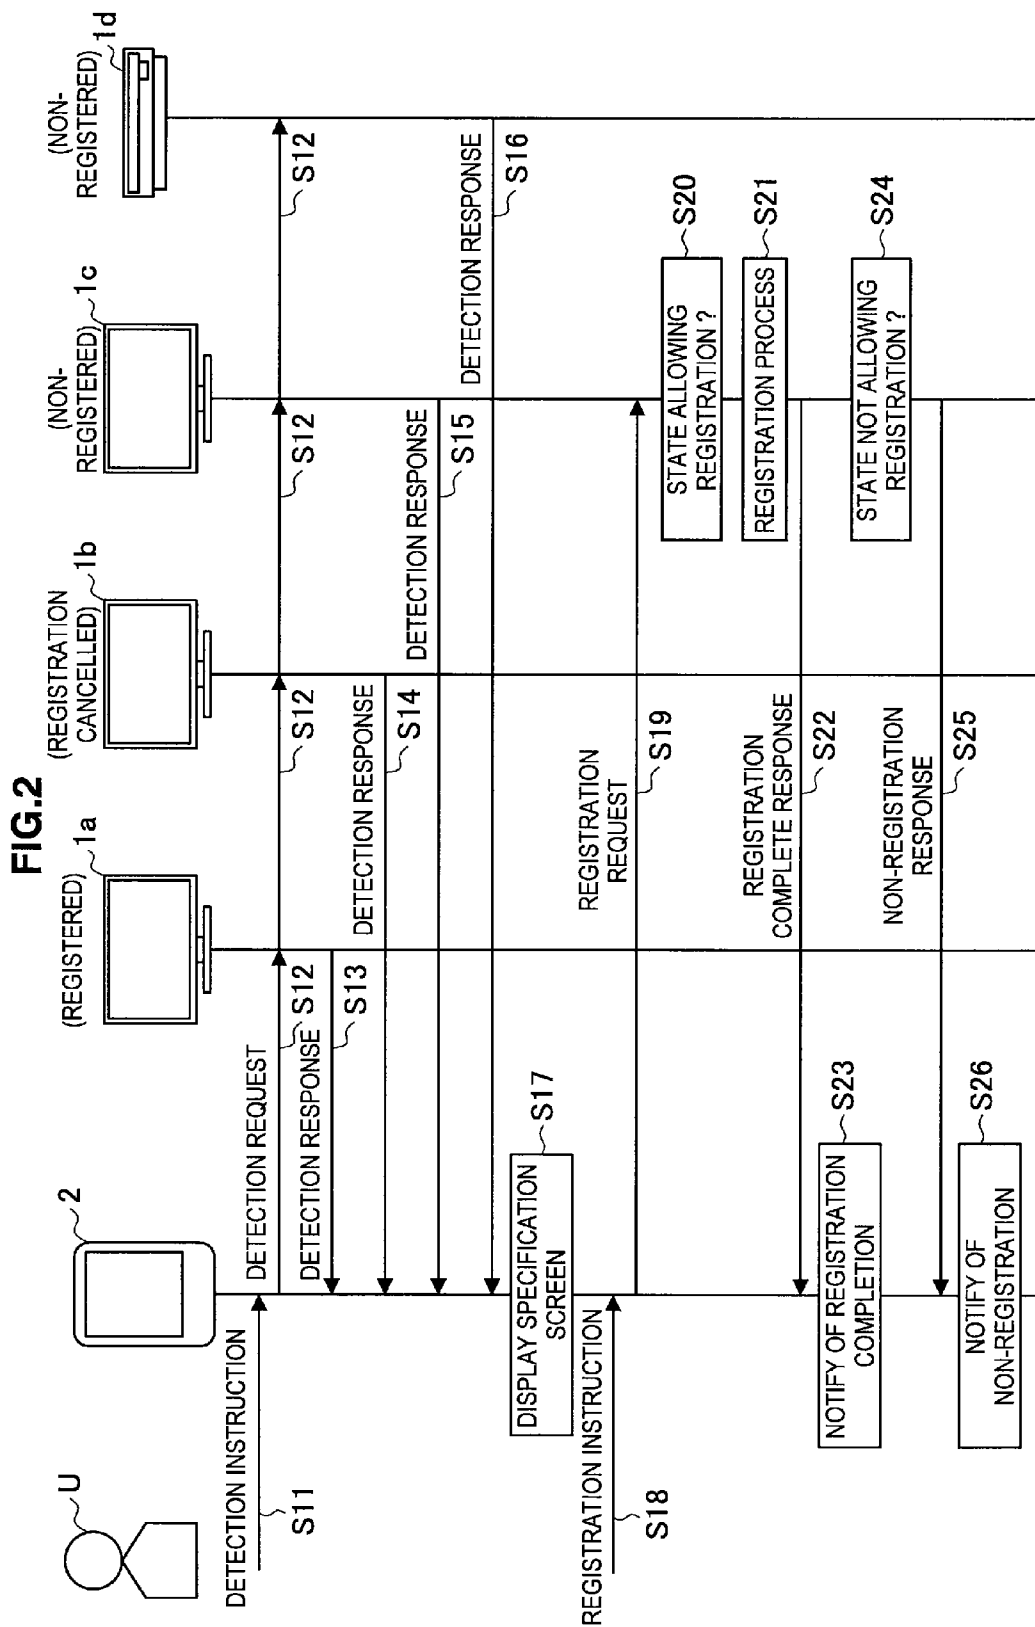 FIG.2
U
2
(REGISTERED)
1a
(REGISTRATION
CANCELLED)
1b
(NON-
REGISTERED)
1c
(NON-
REGISTERED)
1d
DETECTION INSTRUCTION
S11
DETECTION REQUEST
S12
S12
S12
S12
DETECTION RESPONSE
S13
DETECTION RESPONSE
S14
DETECTION RESPONSE
S15
DETECTION RESPONSE
S16
DISPLAY SPECIFICATION
SCREEN
S17
REGISTRATION INSTRUCTION
S18
REGISTRATION
REQUEST
S19
STATE ALLOWING
REGISTRATION ?
S20
REGISTRATION PROCESS
S21
REGISTRATION
COMPLETE RESPONSE
S22
NOTIFY OF REGISTRATION
COMPLETION
S23
STATE NOT ALLOWING
REGISTRATION ?
S24
NON-REGISTRATION
RESPONSE
S25
NOTIFY OF
NON-REGISTRATION
S26